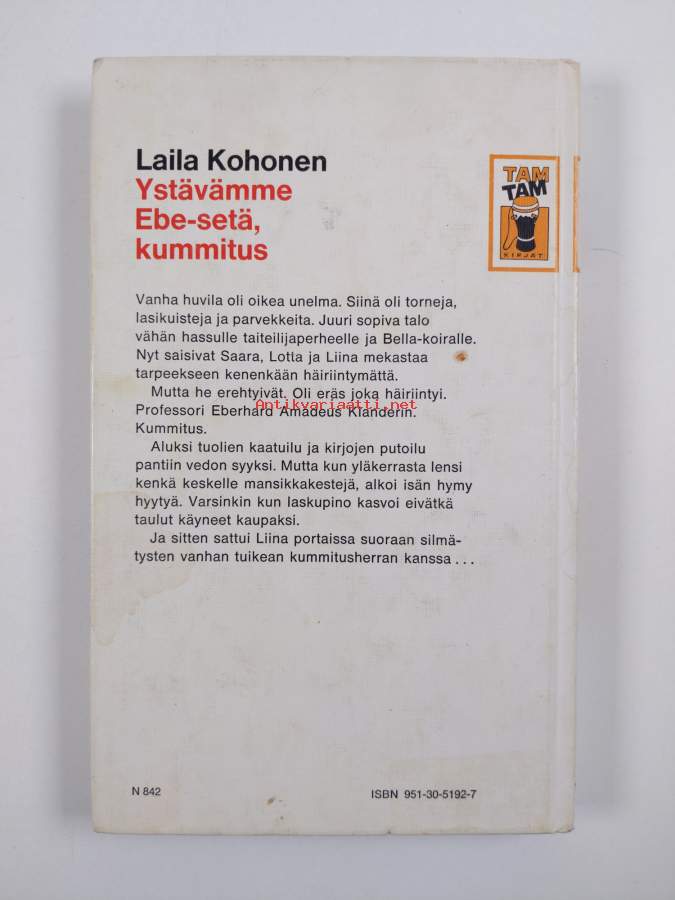 Laila Kohonen
Ystävämme
Ebe-setä,
kummitus
TAM
TAM
KIRJAT
Vanha huvila oli oikea unelma. Siinä oli torneja,
lasikuisteja ja parvekkeita. Juuri sopiva talo
vähän hassulle taiteilijaperheelle ja Bella-koiralle.
Nyt saisivat Saara, Lotta ja Liina mekastaa
tarpeekseen kenenkään häiriintymättä.
Mutta he erehtyivät. Oli eräs joka häiriintyi.
Antikvariaatti.net
Professori Eberhard Amadeus Klanderin.
Kummitus.
Aluksi tuolien kaatuilu ja kirjojen putoilu
pantiin vedon syyksi. Mutta kun yläkerrasta lensi
kenkä keskelle mansikkakestejä, alkoi isän hymy
hyytyä. Varsinkin kun laskupino kasvoi eivätkä
taulut käyneet kaupaksi.
Ja sitten sattui Liina portaissa suoraan silmä-
tysten vanhan tuikean kummitusherran kanssa ...
N 842
ISBN 951-30-5192-7